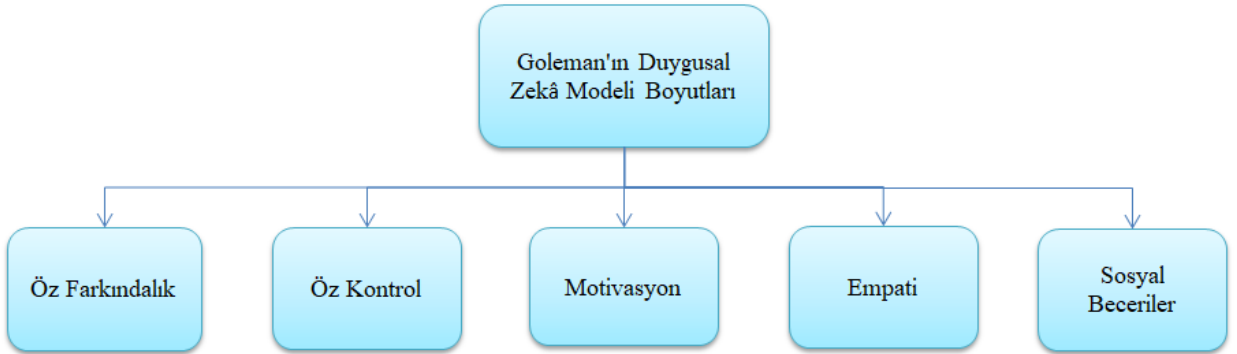 Goleman'ın Duygusal
Zekâ Modeli Boyutları
Öz Farkındalık
Öz Kontrol
Motivasyon
Empati
Sosyal
Beceriler